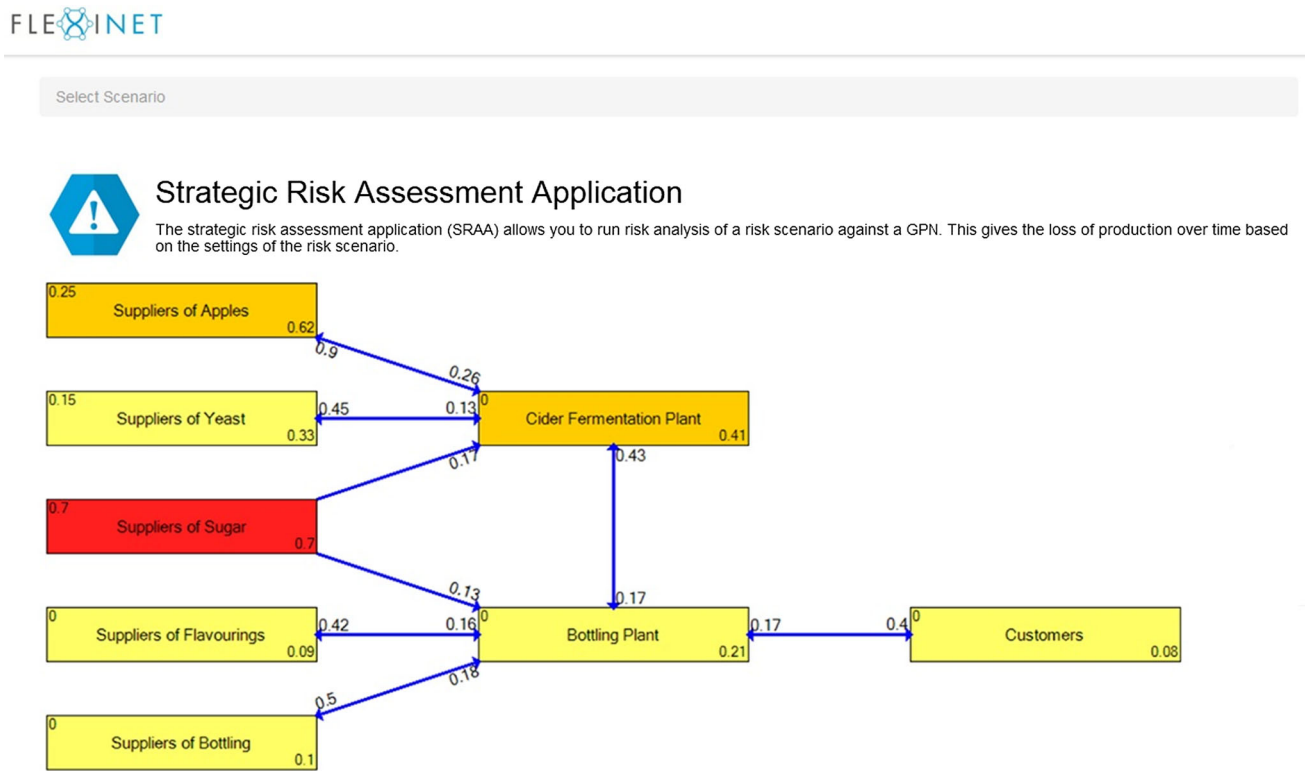 FLEXINET
Select Scenario
Strategic Risk Assessment Application
The strategic risk assessment application (SRAA) allows you to run risk analysis of a risk scenario against a GPN. This gives the loss of production over time based
on the settings of the risk scenario.
0.25
Suppliers of Apples
0.62
0.9
0.26
0.15
Suppliers of Yeast
0.33
0.45
0.13
0
Cider Fermentation Plant
0.41
0.17
0.43
0.7
Suppliers of Sugar
0.7
0.13
0.17
0
Suppliers of Flavourings
0.09
0.42
0.16
0
Bottling Plant
0.21
0.17
0.4
0
Customers
0.08
0.18
0.5
0
Suppliers of Bottling
0.1